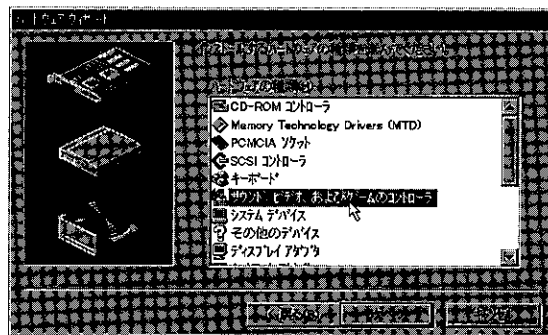 ハードウェア ウィザード
インストールするハードウェアの種類を選んでください。
ハードウェアの種類(H):
CD-ROM コントローラ
Memory Technology Drivers (MTD)
PCMCIA ソケット
SCSI コントローラ
キーボード
サウンド、ビデオ、およびゲームのコントローラ
システム デバイス
その他のデバイス
ディスプレイ アダプタ
キャンセル